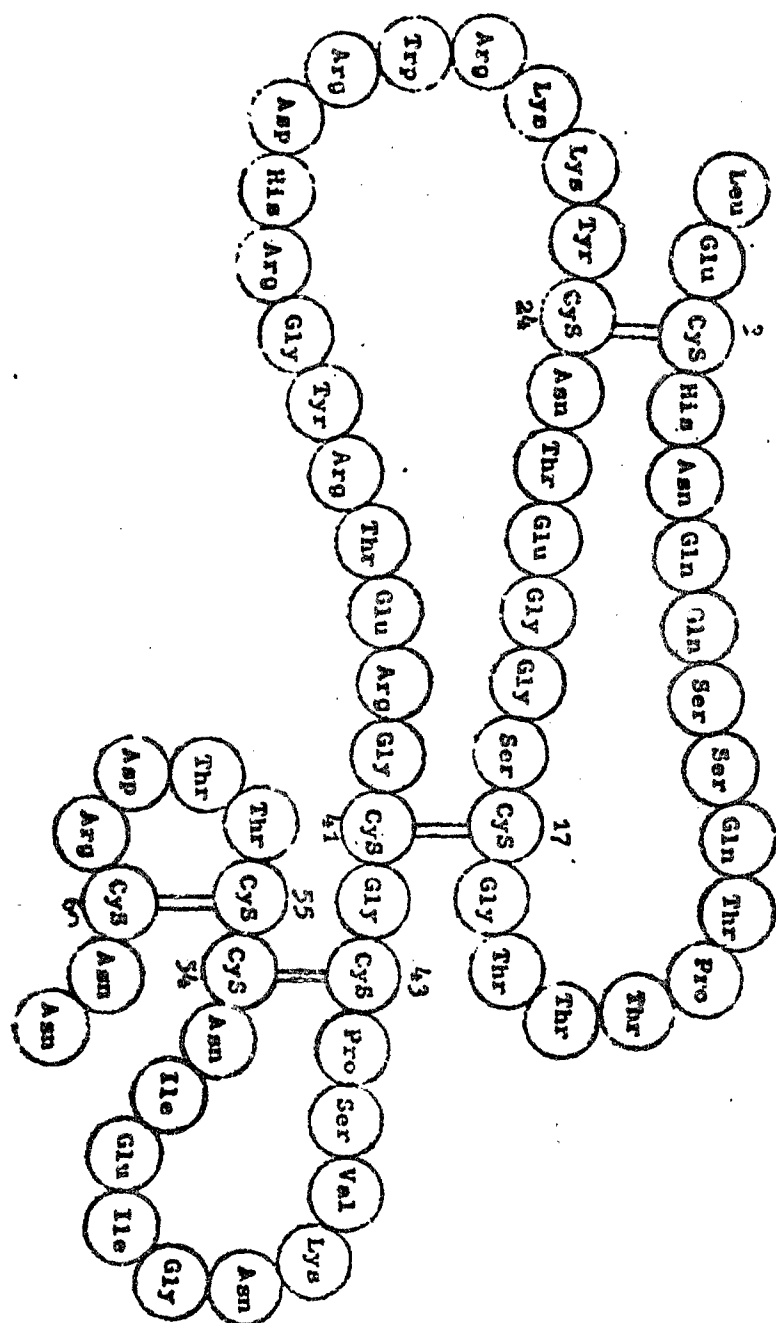 Leu Glu CyS His Asn Gln Gln Ser Ser Gln Thr Pro
17
Thr Thr Thr Gly CyS Ser Gly Gly Glu Thr Asn CyS Tyr Lys Lys Arg Trp Arg Asp His
24
Arg Gly Tyr Arg Thr Glu Arg Gly CyS Gly CyS Pro Ser Val Lys Asn
41
43
Gly Ile Glu Ile Asn CyS CyS Thr Thr Asp Arg CyS Asn Asn
54
55